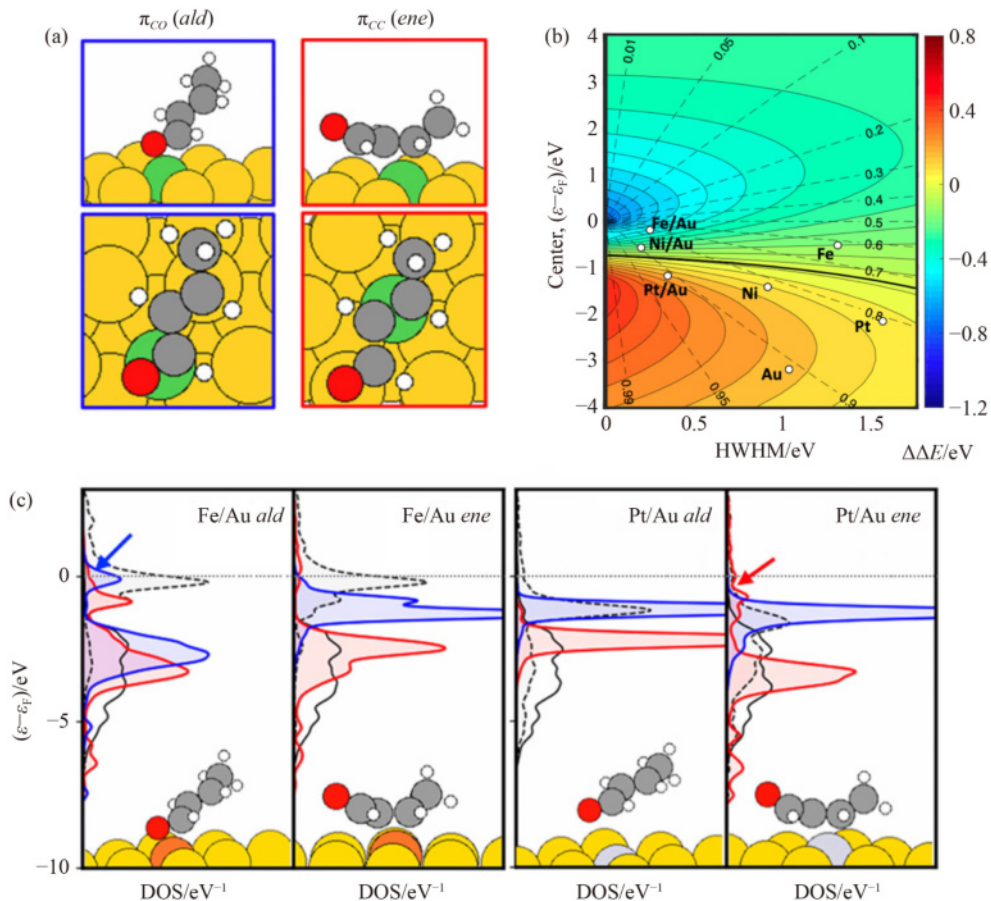 (a)
π_CO (ald)
π_CC (ene)
(b)
4
3
2
1
0
−1
−2
−3
−4
Center, (ε−ε_F)/eV
0.01
0.05
0.1
0.2
0.3
0.4
0.5
0.6
0.7
0.8
0.9
0.95
0.99
Fe/Au
Ni/Au
Pt/Au
Fe
Ni
Pt
Au
0
0.5
1
1.5
HWHM/eV
0.8
0.4
0
−0.4
−0.8
−1.2
ΔΔE/eV
(c)
Fe/Au ald
Fe/Au ene
Pt/Au ald
Pt/Au ene
0
−5
−10
(ε−ε_F)/eV
DOS/eV⁻¹
DOS/eV⁻¹
DOS/eV⁻¹
DOS/eV⁻¹